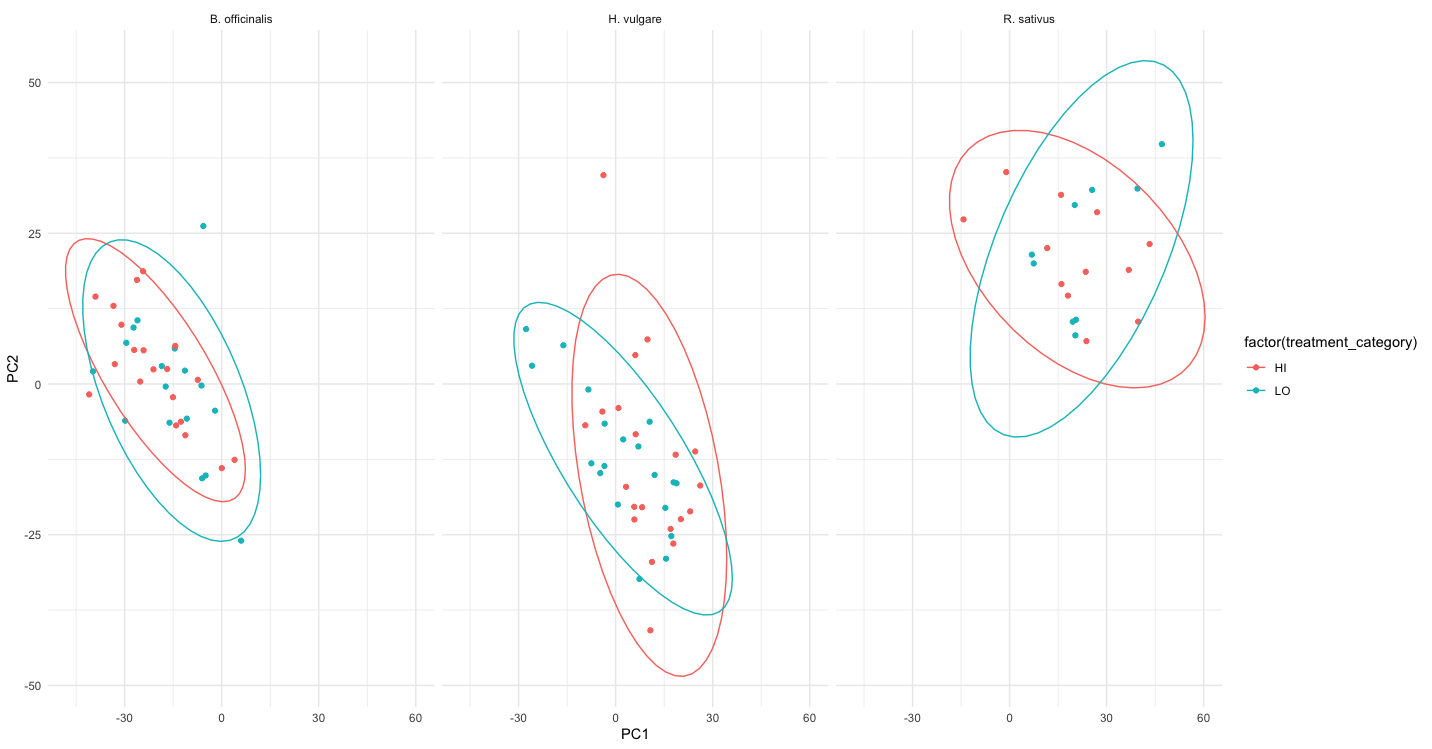 B. officinalis
H. vulgare
R. sativus
50
25
0
-25
-50
PC2
-30 0 30 60
-30 0 30 60
-30 0 30 60
PC1
factor(treatment_category)
HI
LO